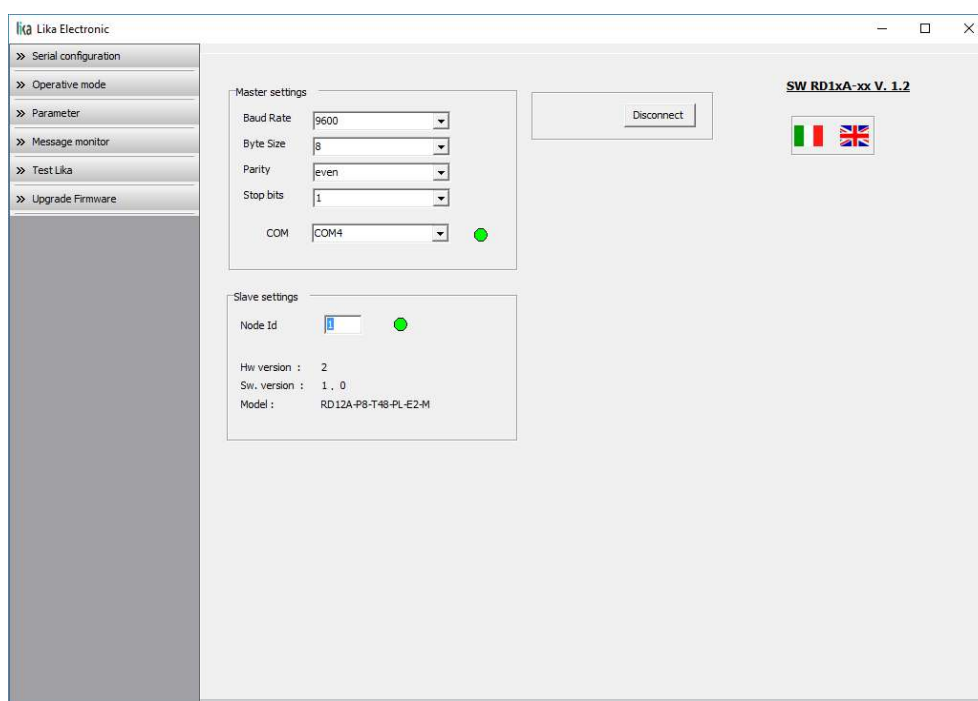 lika Lika Electronic
» Serial configuration
» Operative mode
» Parameter
» Message monitor
» Test Lika
» Upgrade Firmware
Master settings
Baud Rate 9600
Byte Size 8
Parity even
Stop bits 1
COM COM4
Disconnect
SW RD1xA-xx V. 1.2
Slave settings
Node Id 1
Hw version : 2
Sw. version : 1 . 0
Model : RD12A-P8-T48-PL-E2-M